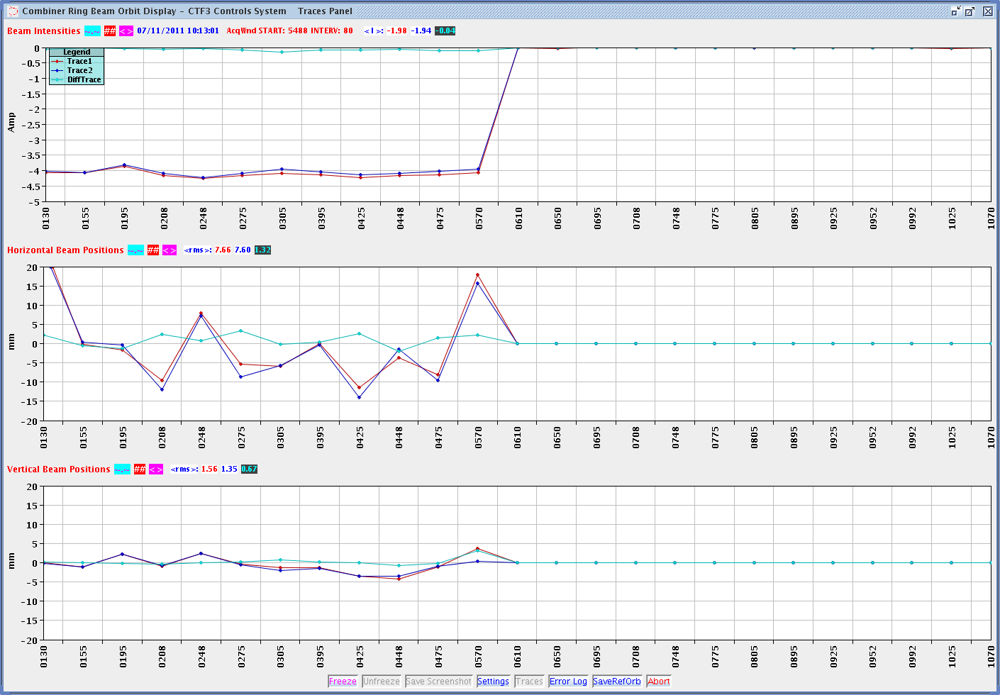 Combiner Ring Beam Orbit Display - CTF3 Controls System Traces Panel
Beam Intensities ~.~ ## <> 07/11/2011 10:13:01 AcqWnd START: 5488 INTERV: 80 <I>: -1.98 -1.94 -0.04
Legend
Trace1
Trace2
DiffTrace
0
-0.5
-1
-1.5
-2
-2.5
-3
-3.5
-4
-4.5
-5
Amp
0130 0155 0195 0208 0248 0275 0305 0395 0425 0448 0475 0570 0610 0650 0695 0708 0748 0775 0805 0895 0925 0952 0992 1025 1070
Horizontal Beam Positions ~.~ ## <> <rms>: 7.66 7.60 1.32
20
15
10
5
0
-5
-10
-15
-20
mm
0130 0155 0195 0208 0248 0275 0305 0395 0425 0448 0475 0570 0610 0650 0695 0708 0748 0775 0805 0895 0925 0952 0992 1025 1070
Vertical Beam Positions ~.~ ## <> <rms>: 1.56 1.35 0.67
20
15
10
5
0
-5
-10
-15
-20
mm
0130 0155 0195 0208 0248 0275 0305 0395 0425 0448 0475 0570 0610 0650 0695 0708 0748 0775 0805 0895 0925 0952 0992 1025 1070
Freeze Unfreeze Save Screenshot Settings Traces Error Log SaveRefOrb Abort